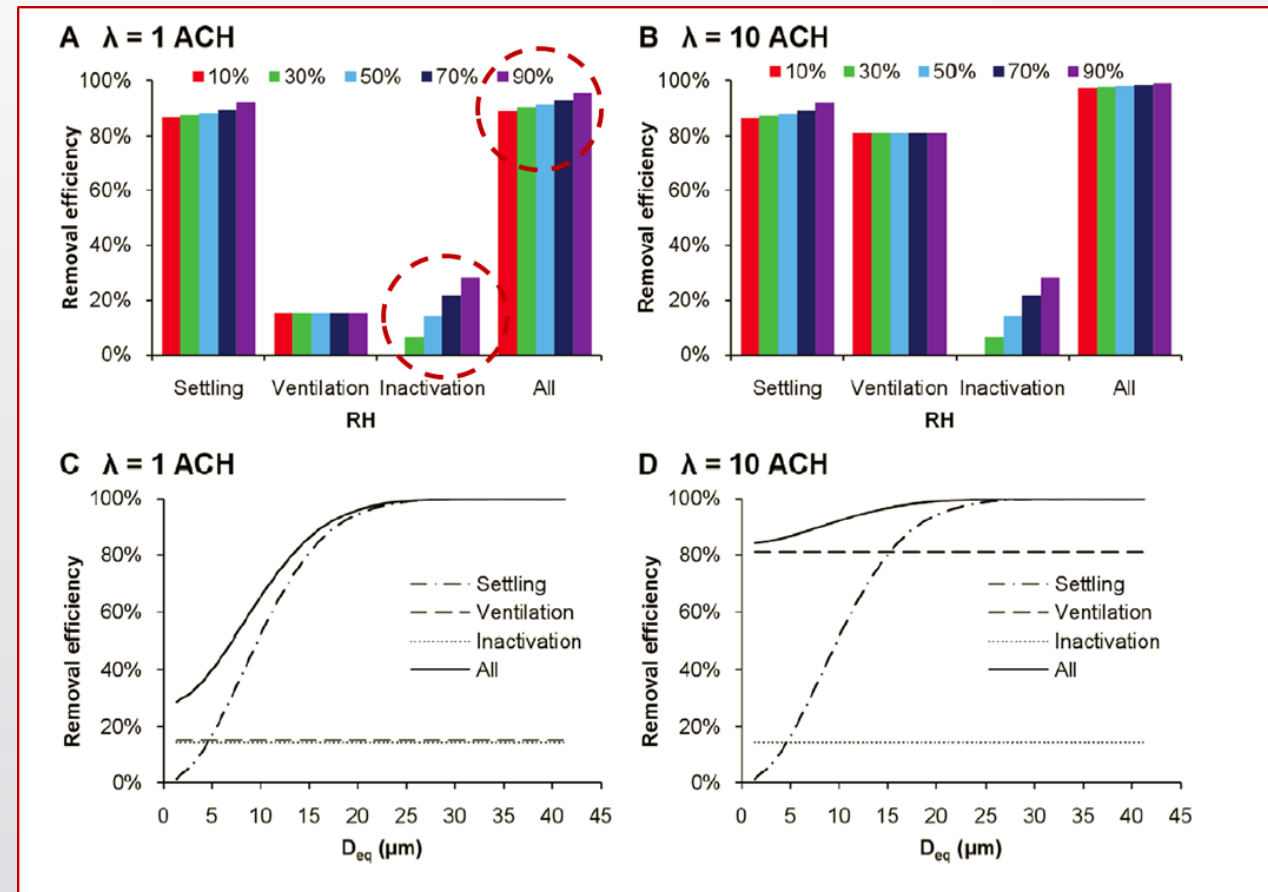 A λ = 1 ACH
10% 30% 50% 70% 90%
100%
80%
60%
40%
20%
0%
Removal efficiency
Settling Ventilation Inactivation All
RH
B λ = 10 ACH
10% 30% 50% 70% 90%
100%
80%
60%
40%
20%
0%
Removal efficiency
Settling Ventilation Inactivation All
RH
C λ = 1 ACH
100%
80%
60%
40%
20%
0%
Removal efficiency
Settling
Ventilation
Inactivation
All
0 5 10 15 20 25 30 35 40 45
Deq (µm)
D λ = 10 ACH
100%
80%
60%
40%
20%
0%
Removal efficiency
Settling
Ventilation
Inactivation
All
0 5 10 15 20 25 30 35 40 45
Deq (µm)